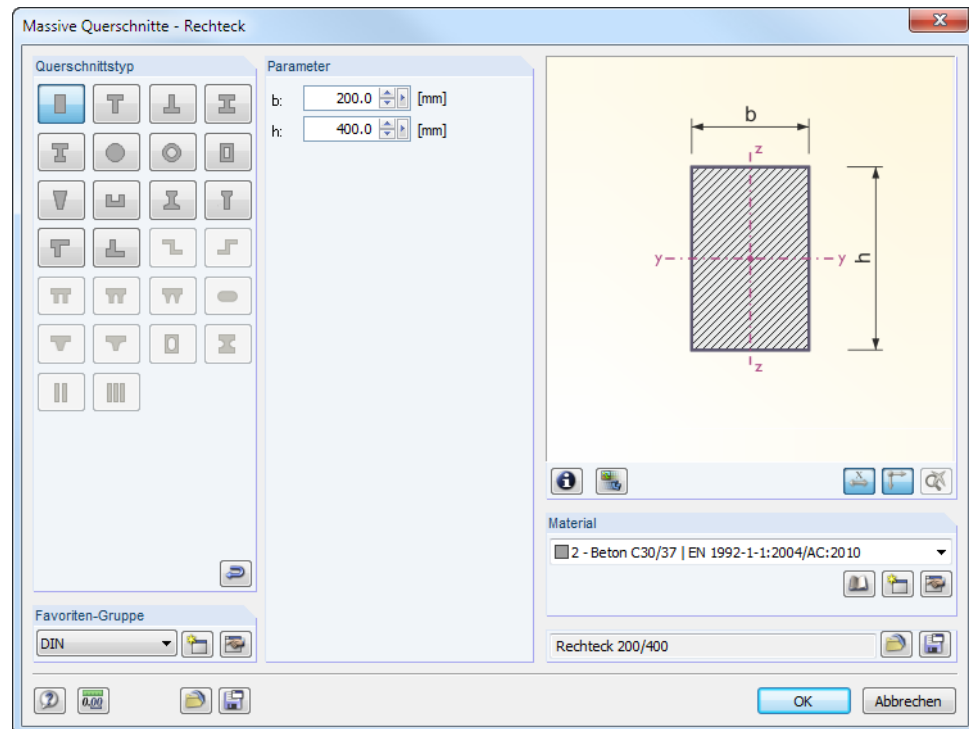 Massive Querschnitte - Rechteck
Querschnittstyp
Parameter
b: 200.0 [mm]
h: 400.0 [mm]
b
z
y y
h
z
Material
2 - Beton C30/37 | EN 1992-1-1:2004/AC:2010
Favoriten-Gruppe
DIN
Rechteck 200/400
0.00
OK
Abbrechen